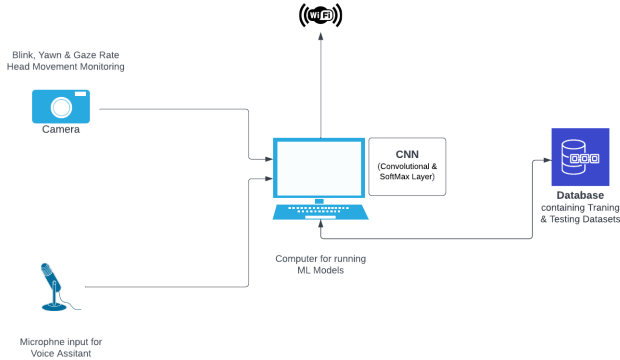 WiFi
Blink, Yawn & Gaze Rate
Head Movement Monitoring
Camera
CNN
(Convolutional &
SoftMax Layer)
Database
containing Traning
& Testing Datasets
Computer for running
ML Models
Microphne input for
Voice Assitant